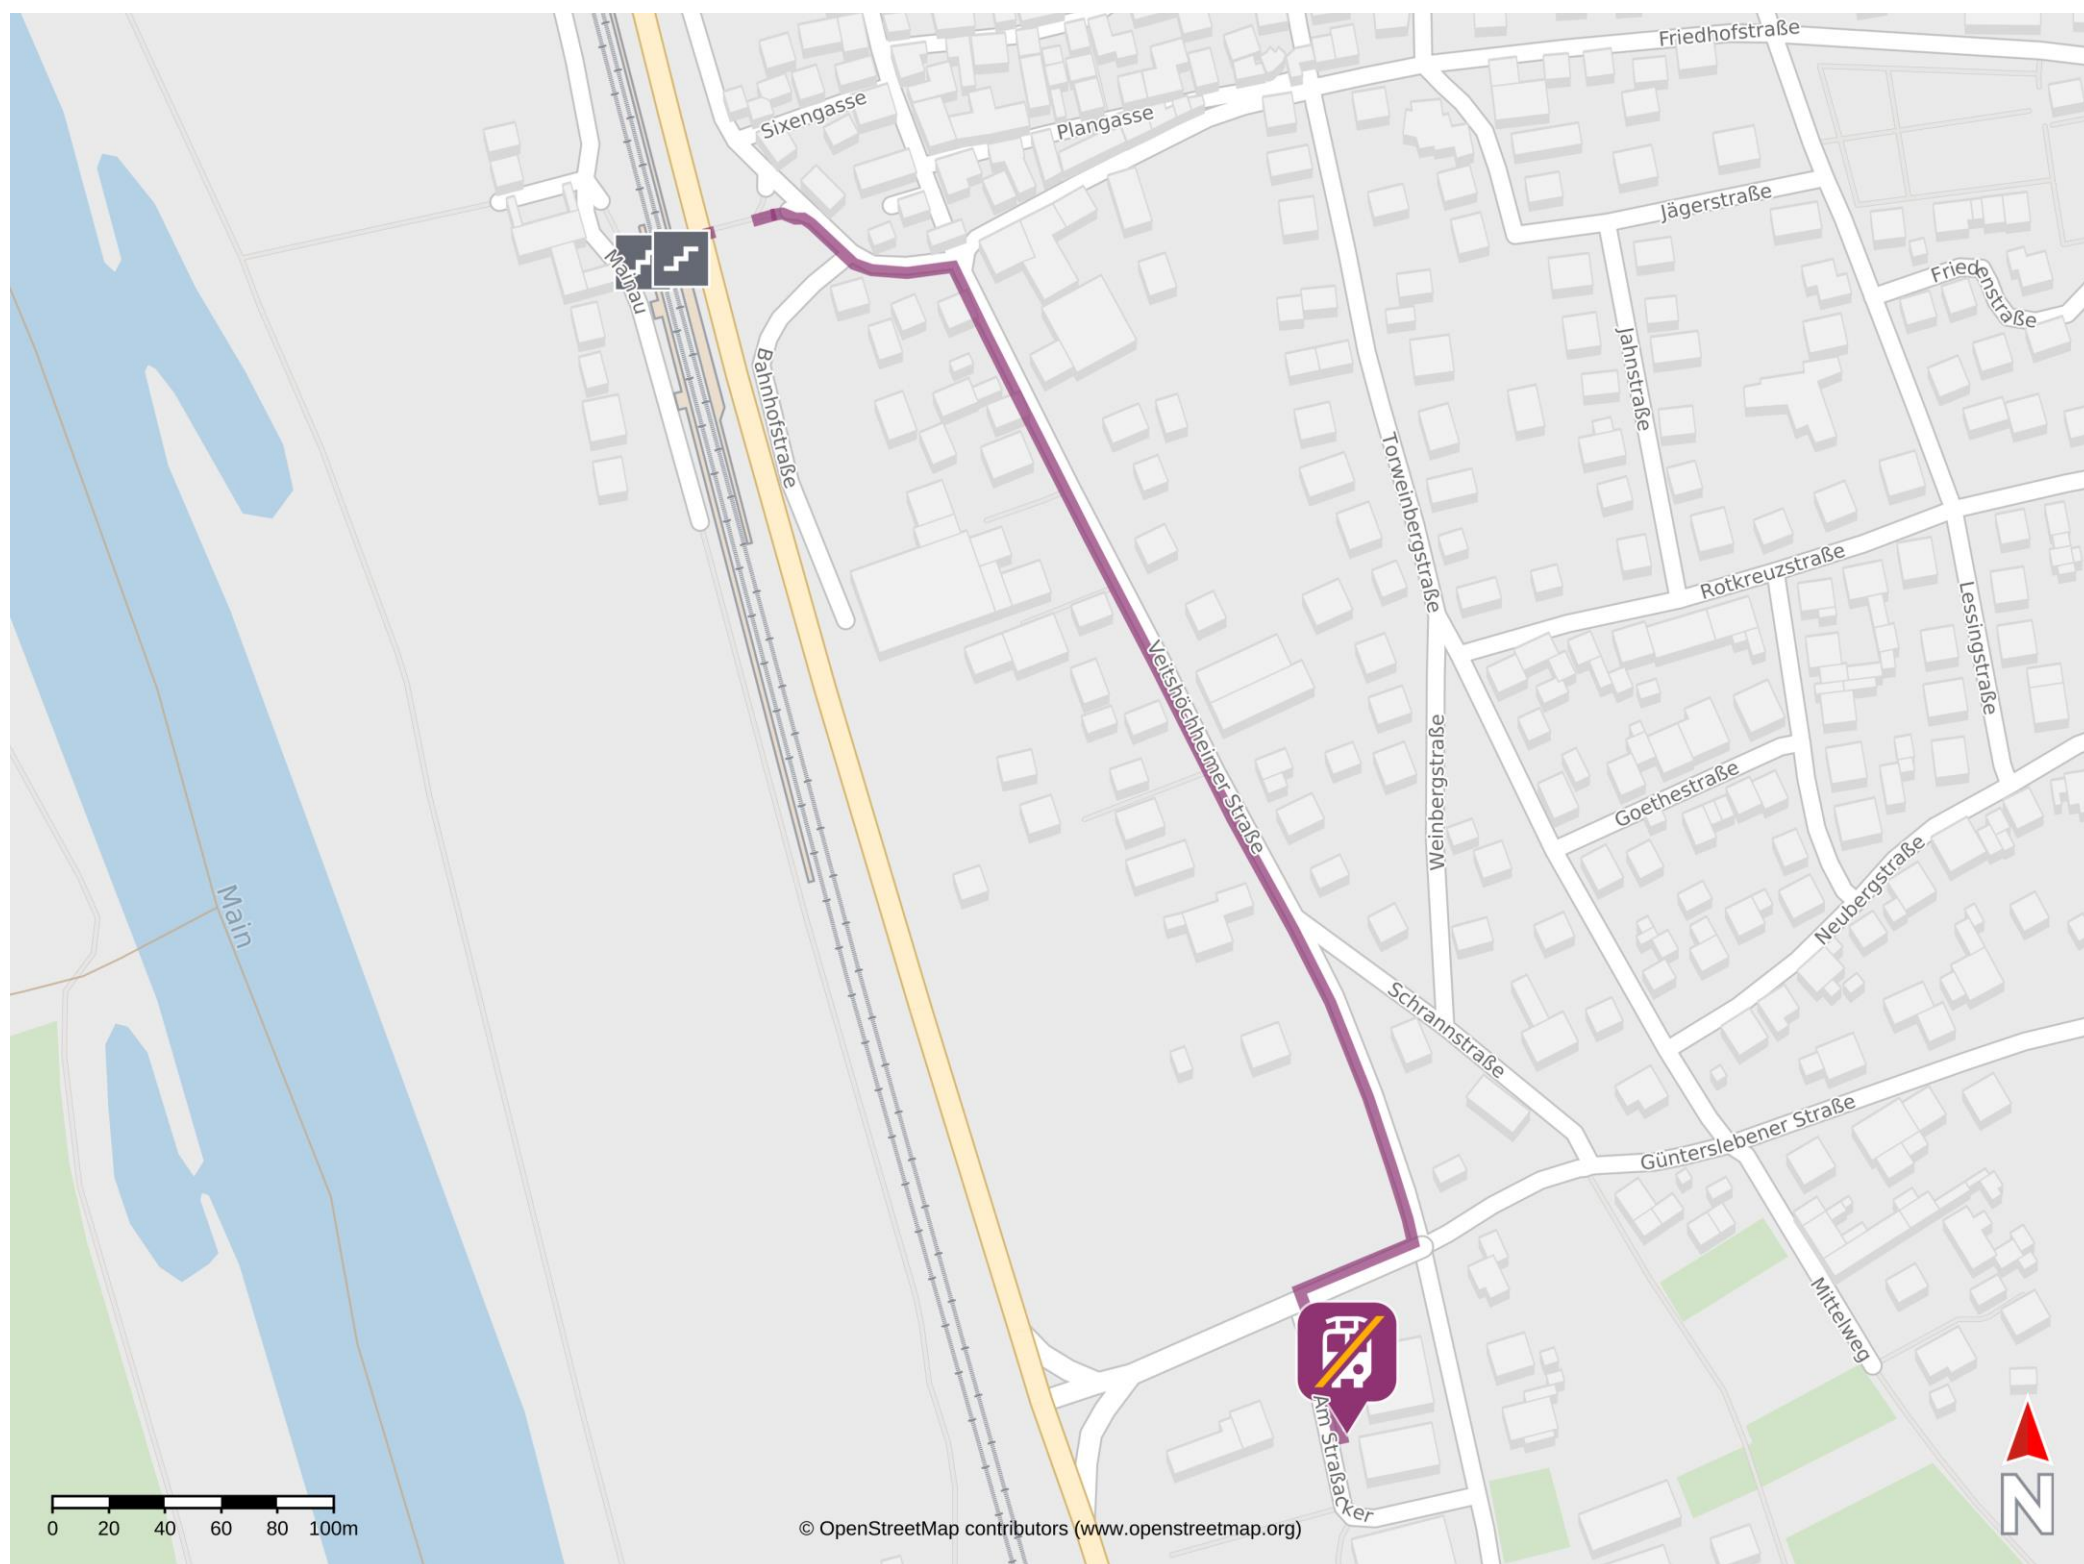 Friedhofstraße
Sixengasse
Plangasse
Jägerstraße
Friedenstraße
Mainau
Bahnhofstraße
Jahnstraße
Torweinbergstraße
Rotkreuzstraße
Lessingstraße
Veitshöchheimer Straße
Weinbergstraße
Goethestraße
Neubergstraße
Main
Schrannstraße
Günterslebener Straße
Mittelweg
Am Straßacker
N
0 20 40 60 80 100m
© OpenStreetMap contributors (www.openstreetmap.org)